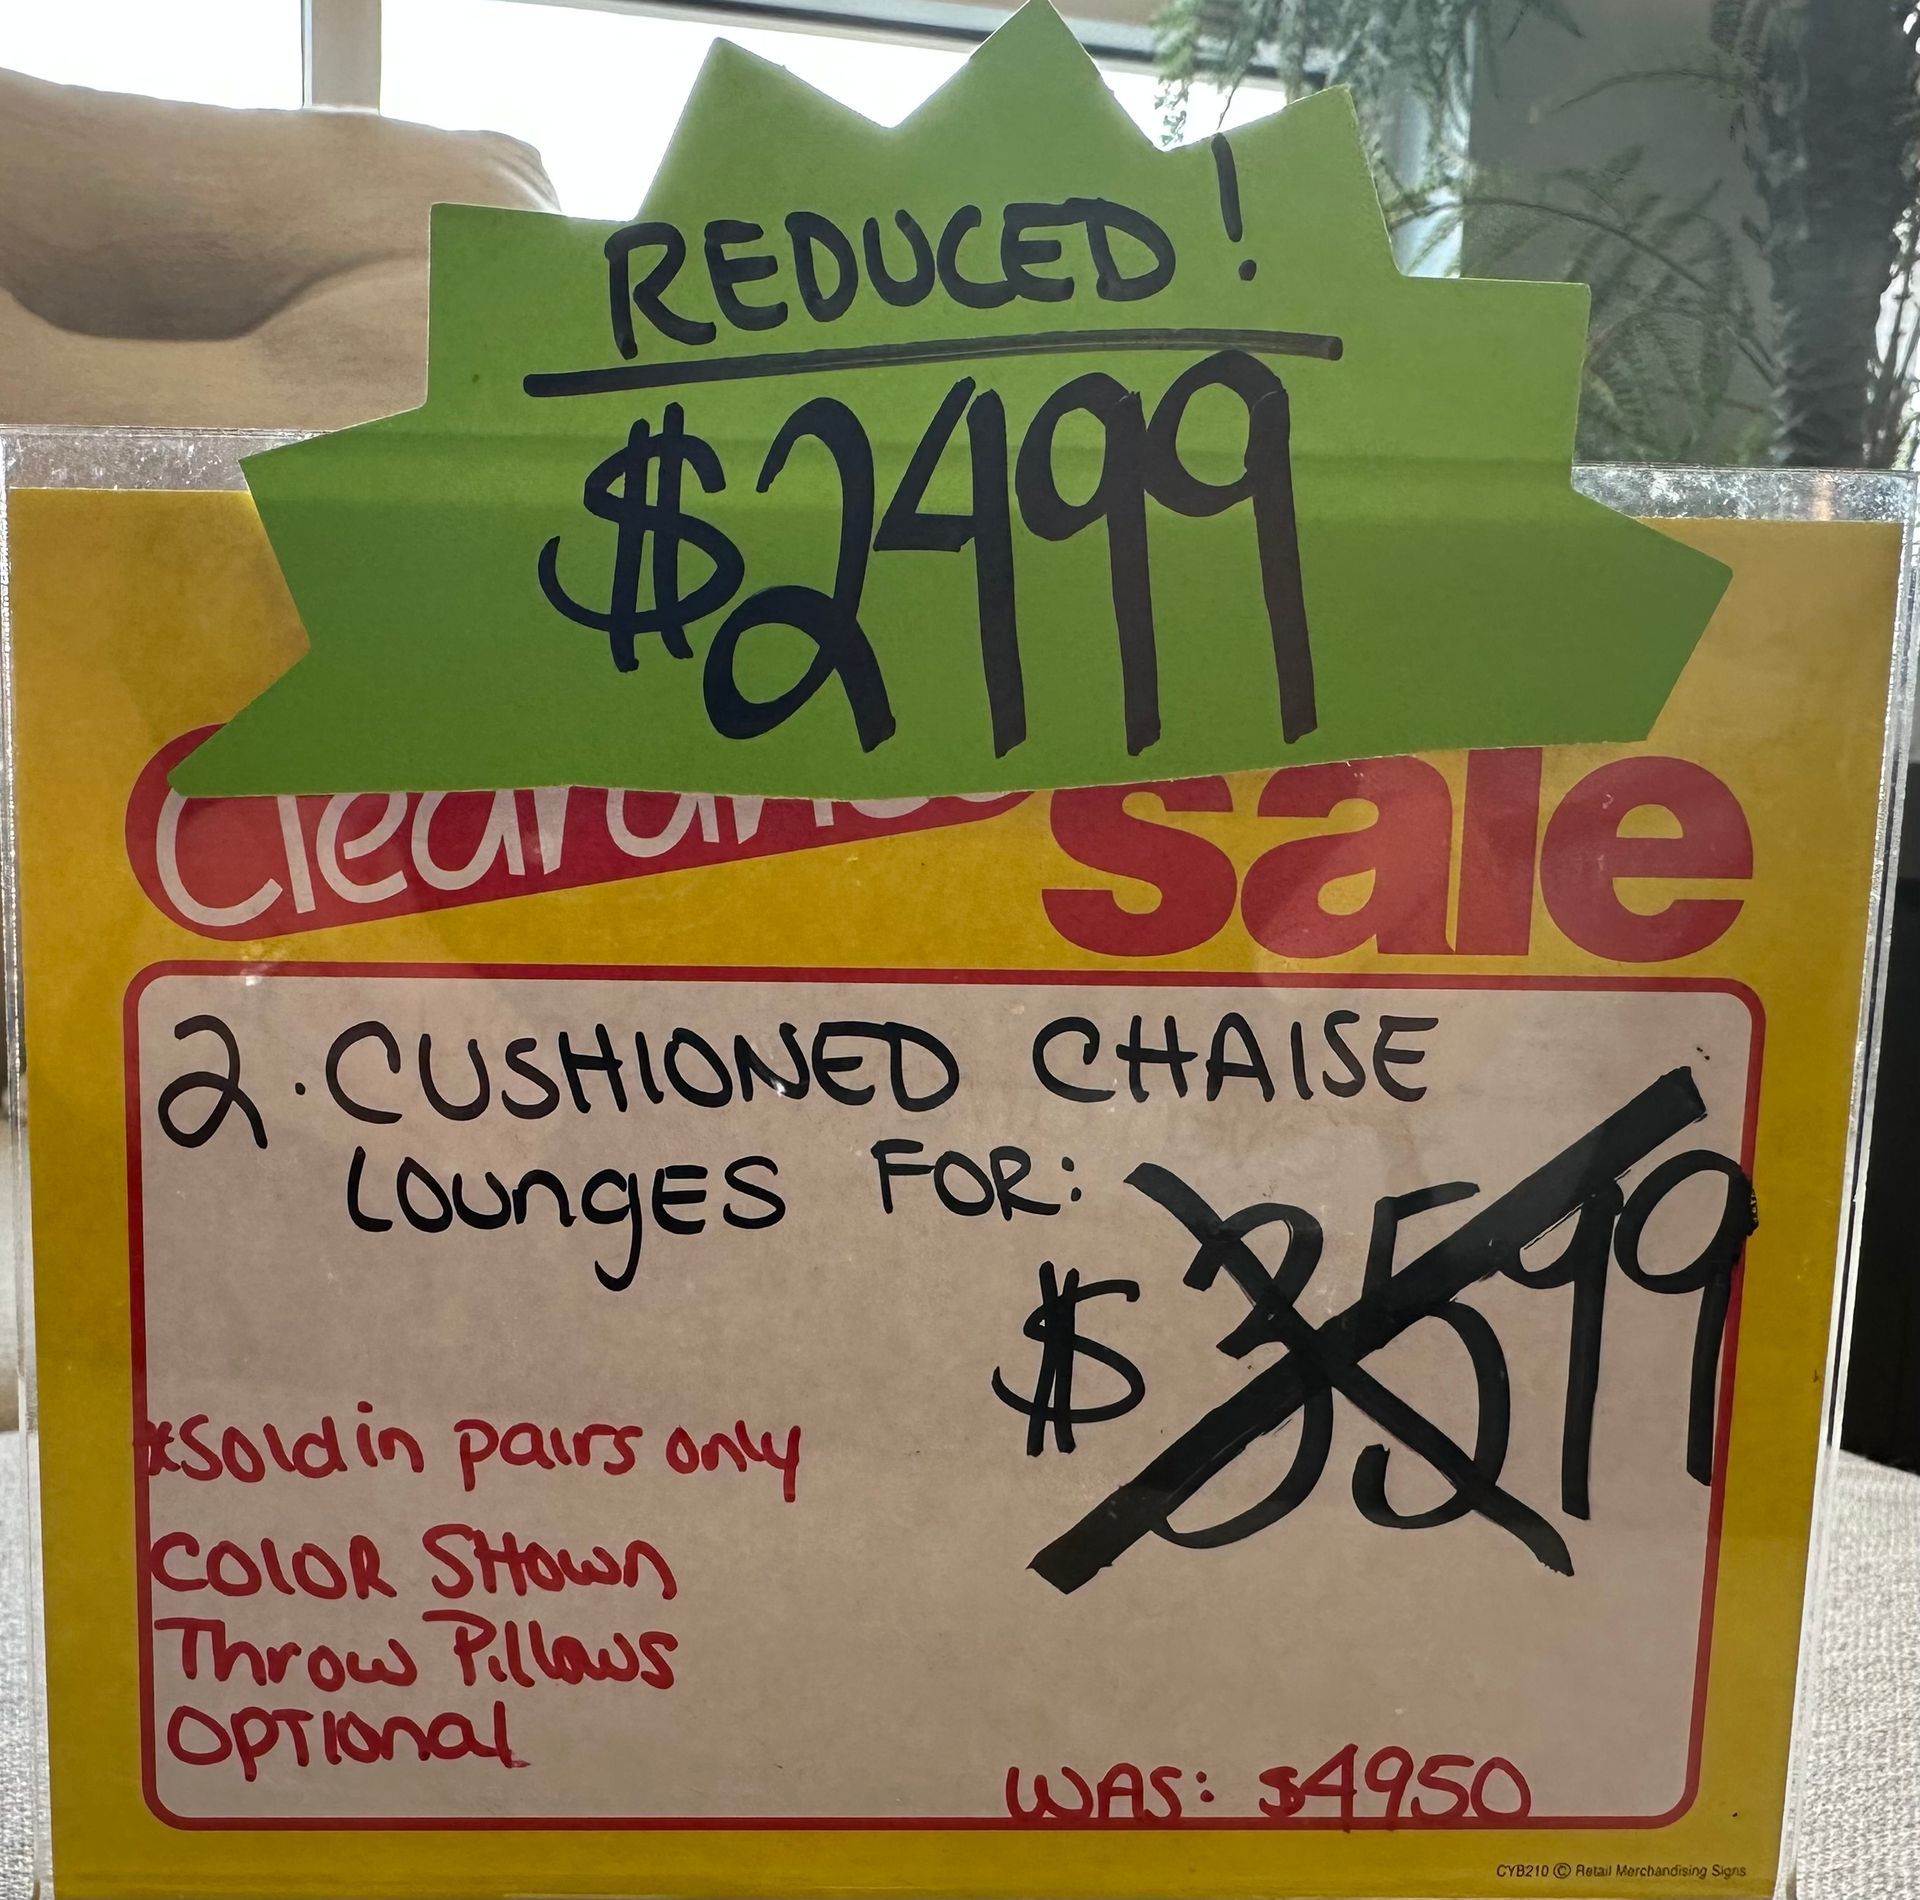 REDUCED!
$2499
Clearance sale
2. CUSHIONED CHAISE
LOUNGES FOR:
$3599
*Sold in pairs only
COLOR SHOWN
Throw Pillows
OPTIONAL
WAS: $4950
CYB210 © Retail Merchandising Signs